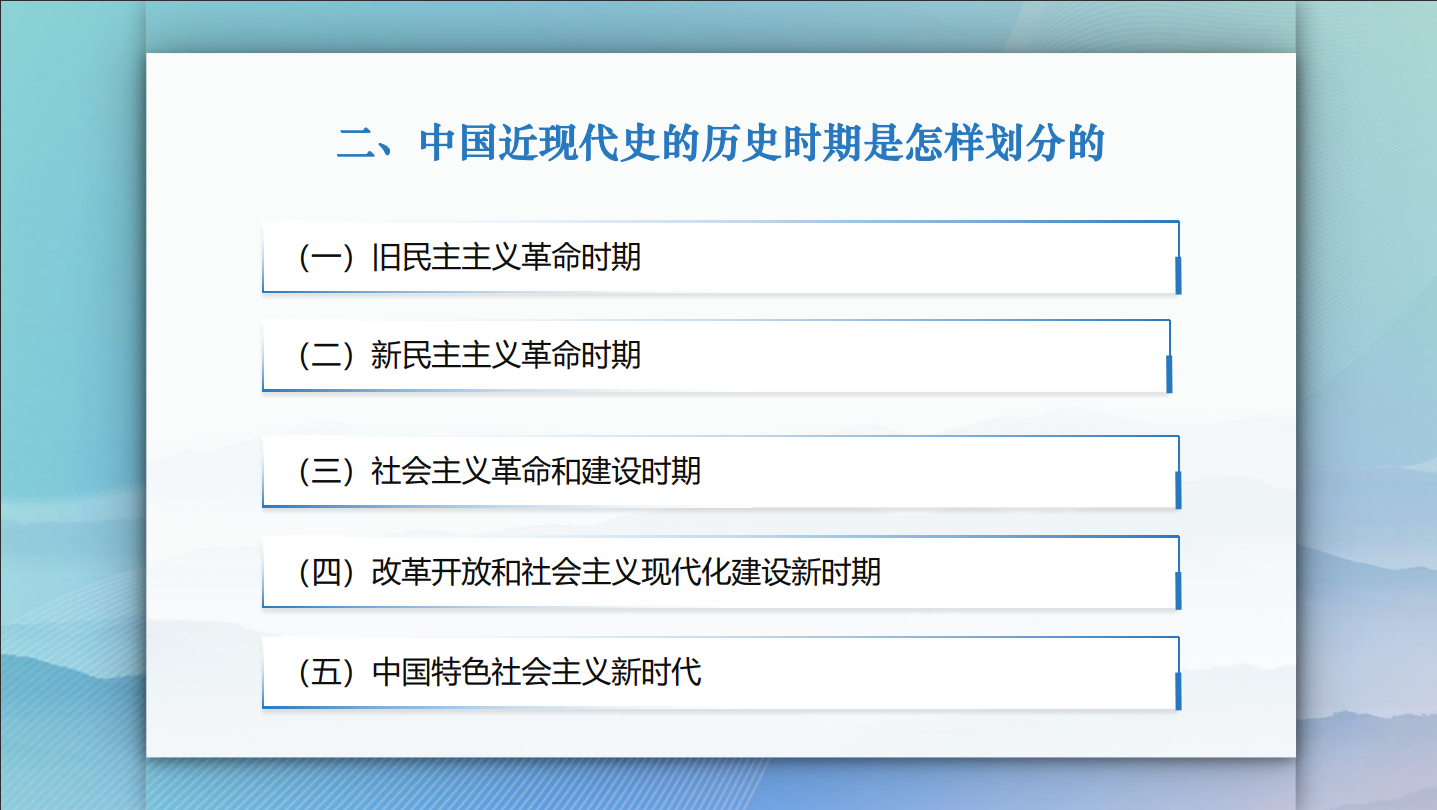 二、中国近现代史的历史时期是怎样划分的
（一）旧民主主义革命时期
（二）新民主主义革命时期
（三）社会主义革命和建设时期
（四）改革开放和社会主义现代化建设新时期
（五）中国特色社会主义新时代